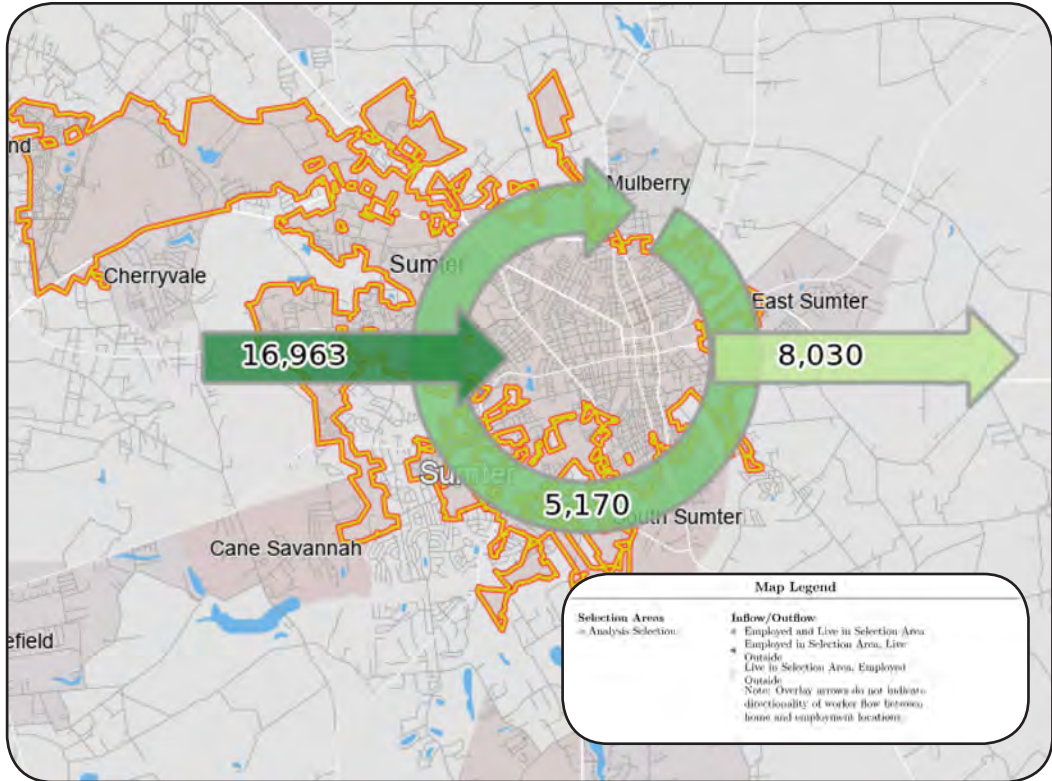 Mulberry
nd
Sumter
Cherryvale
East Sumter
16,963
8,030
Sumter
5,170
South Sumter
Cane Savannah
efield
Map Legend
Selection Areas
Analysis Selection
Inflow/Outflow
Employed and Live in Selection Area
Employed in Selection Area, Live
Outside
Live in Selection Area, Employed
Outside
Note: Overlay arrows do not indicate
directionality of worker flow between
home and employment locations.